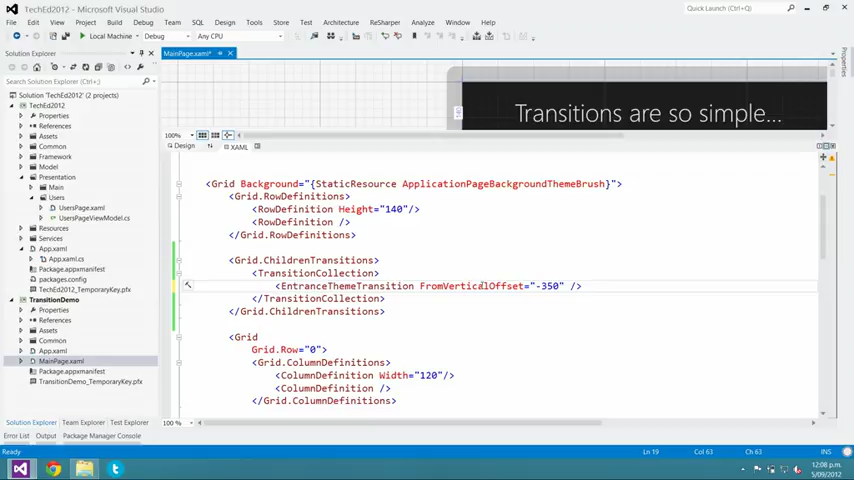 TechEd2012 - Microsoft Visual Studio
Quick Launch (Ctrl+Q)
File Edit View Project Build Debug Team SQL Design Tools Store Test Architecture ReSharper Analyze Window Help
Local Machine Debug Any CPU
Solution Explorer
MainPage.xaml*
Search Solution Explorer (Ctrl+;)
Solution 'TechEd2012' (2 projects)
TechEd2012
Properties
References
Assets
Common
Framework
Model
Presentation
Main
Users
UsersPage.xaml
UsersPageViewModel.cs
Resources
Services
App.xaml
App.xaml.cs
Package.appxmanifest
packages.config
TechEd2012_TemporaryKey.pfx
TransitionDemo
Properties
References
Assets
Common
App.xaml
MainPage.xaml
Package.appxmanifest
TransitionDemo_TemporaryKey.pfx
Solution Explorer Team Explorer Test Explorer
Transitions are so simple...
100%
Design XAML
<Grid Background="{StaticResource ApplicationPageBackgroundThemeBrush}">
<Grid.RowDefinitions>
<RowDefinition Height="140"/>
<RowDefinition />
</Grid.RowDefinitions>
<Grid.ChildrenTransitions>
<TransitionCollection>
<EntranceThemeTransition FromVerticalOffset="-350" />
</TransitionCollection>
</Grid.ChildrenTransitions>
<Grid
Grid.Row="0">
<Grid.ColumnDefinitions>
<ColumnDefinition Width="120"/>
<ColumnDefinition />
</Grid.ColumnDefinitions>
100 %
Properties
Error List Output Package Manager Console
Ready Ln 19 Col 63 Ch 63 INS
12:08 p.m.
5/09/2012